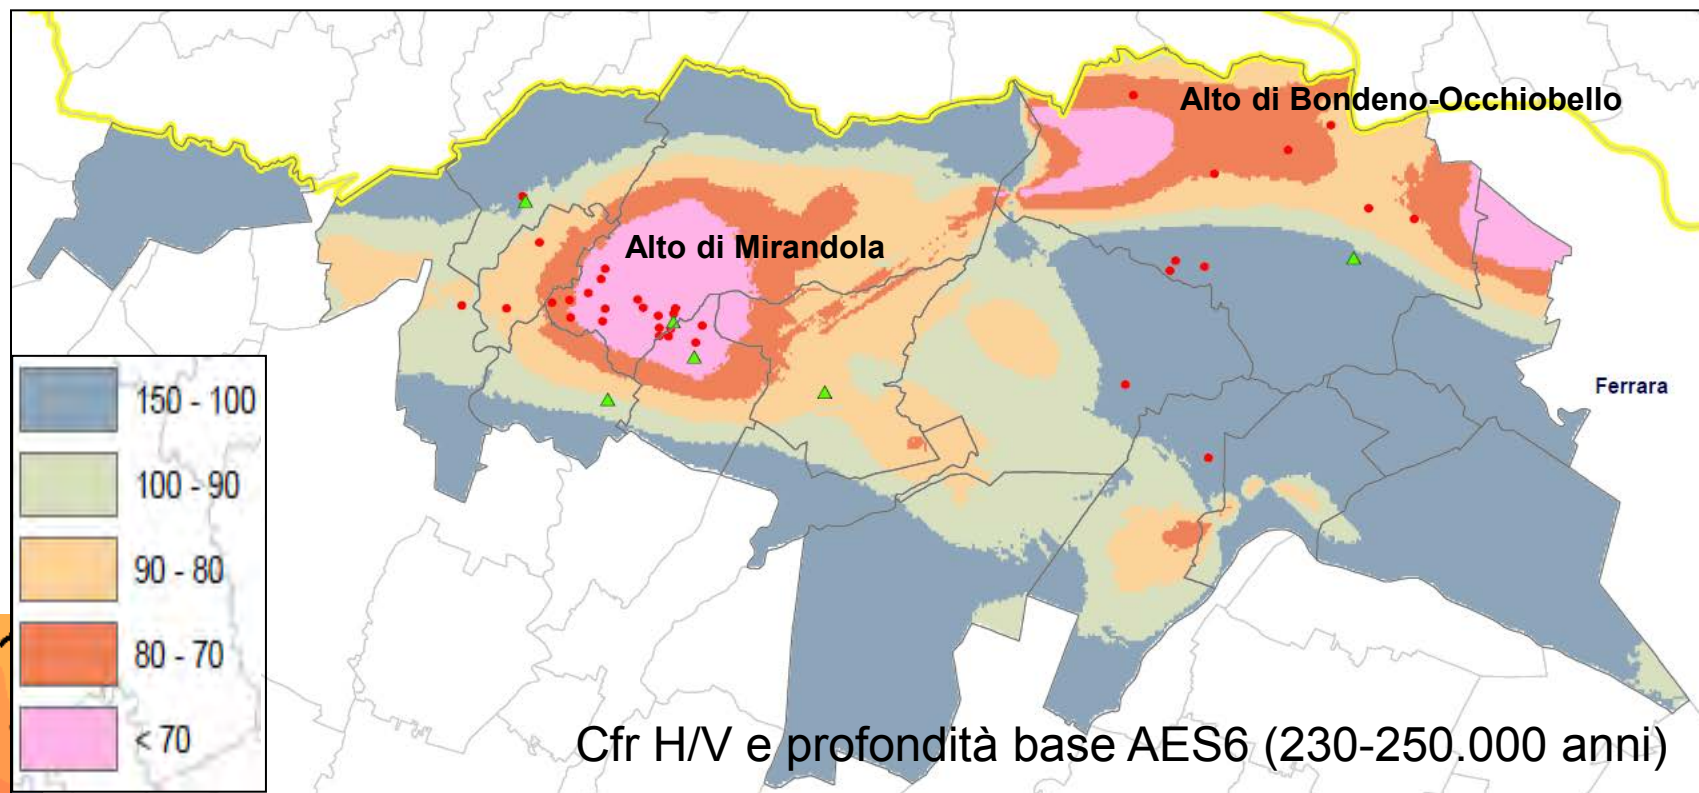 Alto di Bondeno-Occhiobello
Alto di Mirandola
Ferrara
150 - 100
100 - 90
90 - 80
80 - 70
< 70
Cfr H/V e profondità base AES6 (230-250.000 anni)